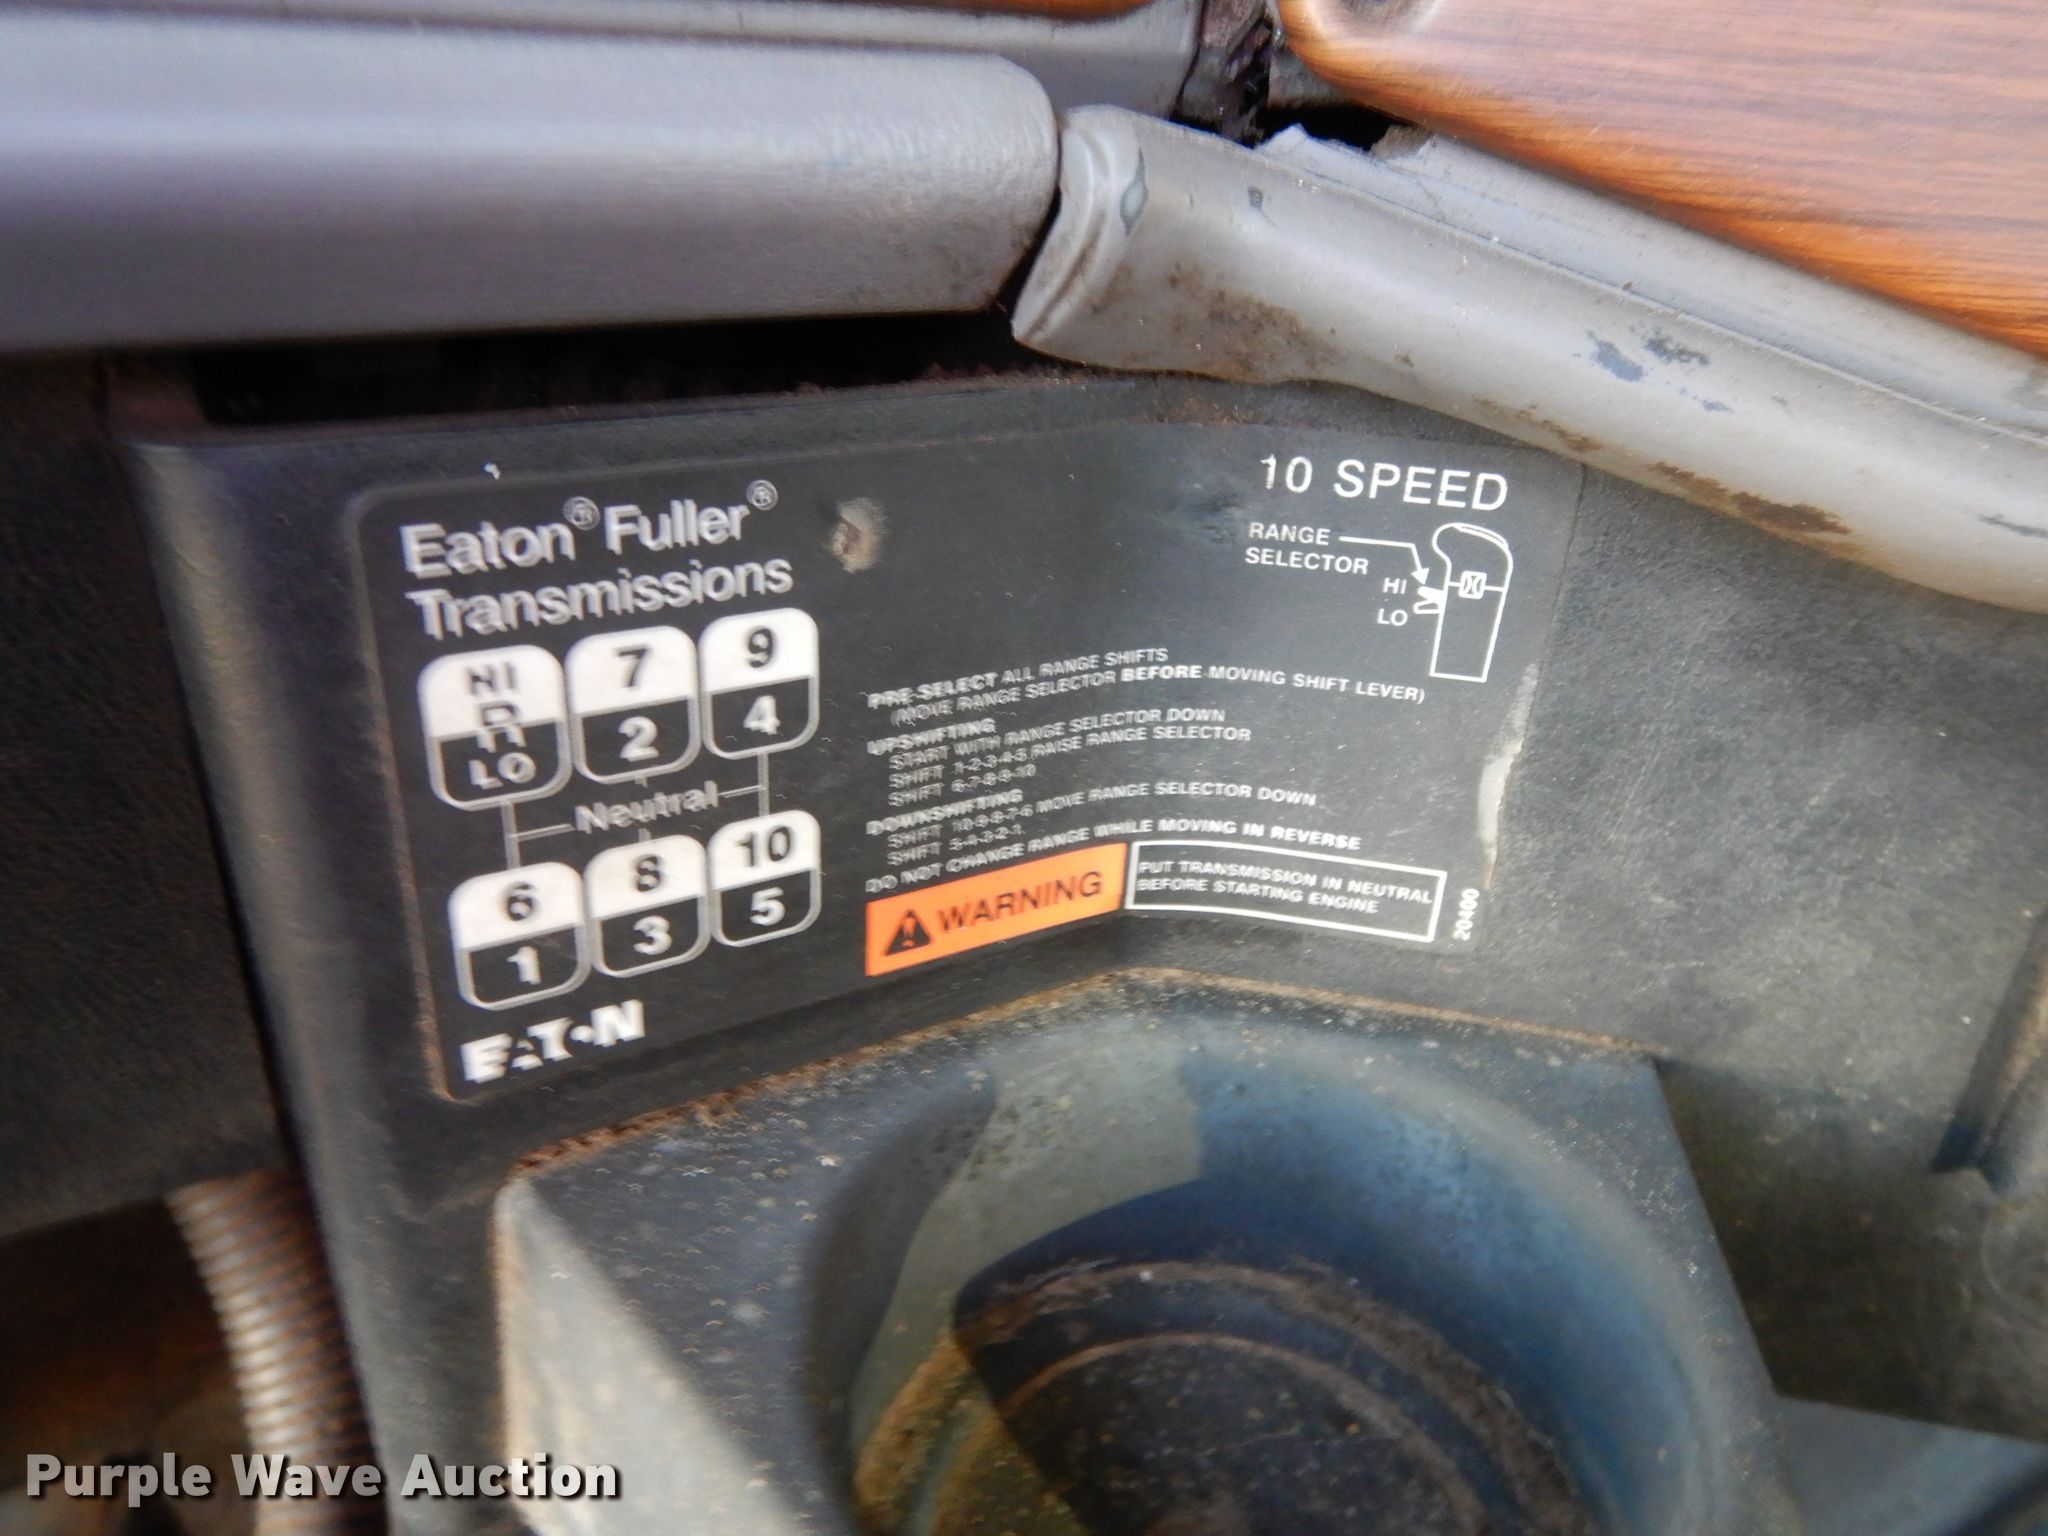 Eaton® Fuller®
Transmissions
HI
R
LO
7
2
9
4
Neutral
6
1
8
3
10
5
EATON
10 SPEED
RANGE
SELECTOR
HI
LO
PRE-SELECT ALL RANGE SHIFTS
(MOVE RANGE SELECTOR BEFORE MOVING SHIFT LEVER)
UPSHIFTING
START WITH RANGE SELECTOR DOWN
SHIFT 1-2-3-4-5 RAISE RANGE SELECTOR
SHIFT 6-7-8-9-10
DOWNSHIFTING
SHIFT 10-9-8-7-6 MOVE RANGE SELECTOR DOWN
SHIFT 5-4-3-2-1.
DO NOT CHANGE RANGE WHILE MOVING IN REVERSE
WARNING
PUT TRANSMISSION IN NEUTRAL
BEFORE STARTING ENGINE
20400
Purple Wave Auction